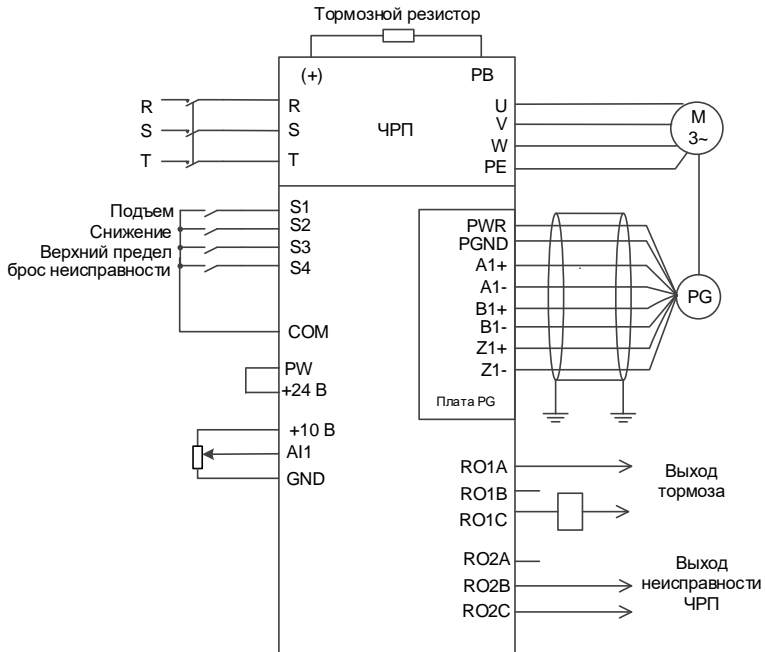 Тормозной резистор
(+)
PB
R
S
T
R
S
T
ЧРП
U
V
W
PE
M
3~
Подъем
Снижение
Верхний предел
брос неисправности
S1
S2
S3
S4
COM
PW
+24 В
+10 В
AI1
GND
PWR
PGND
A1+
A1-
B1+
B1-
Z1+
Z1-
Плата PG
PG
RO1A
RO1B
RO1C
Выход
тормоза
RO2A
RO2B
RO2C
Выход
неисправности
ЧРП